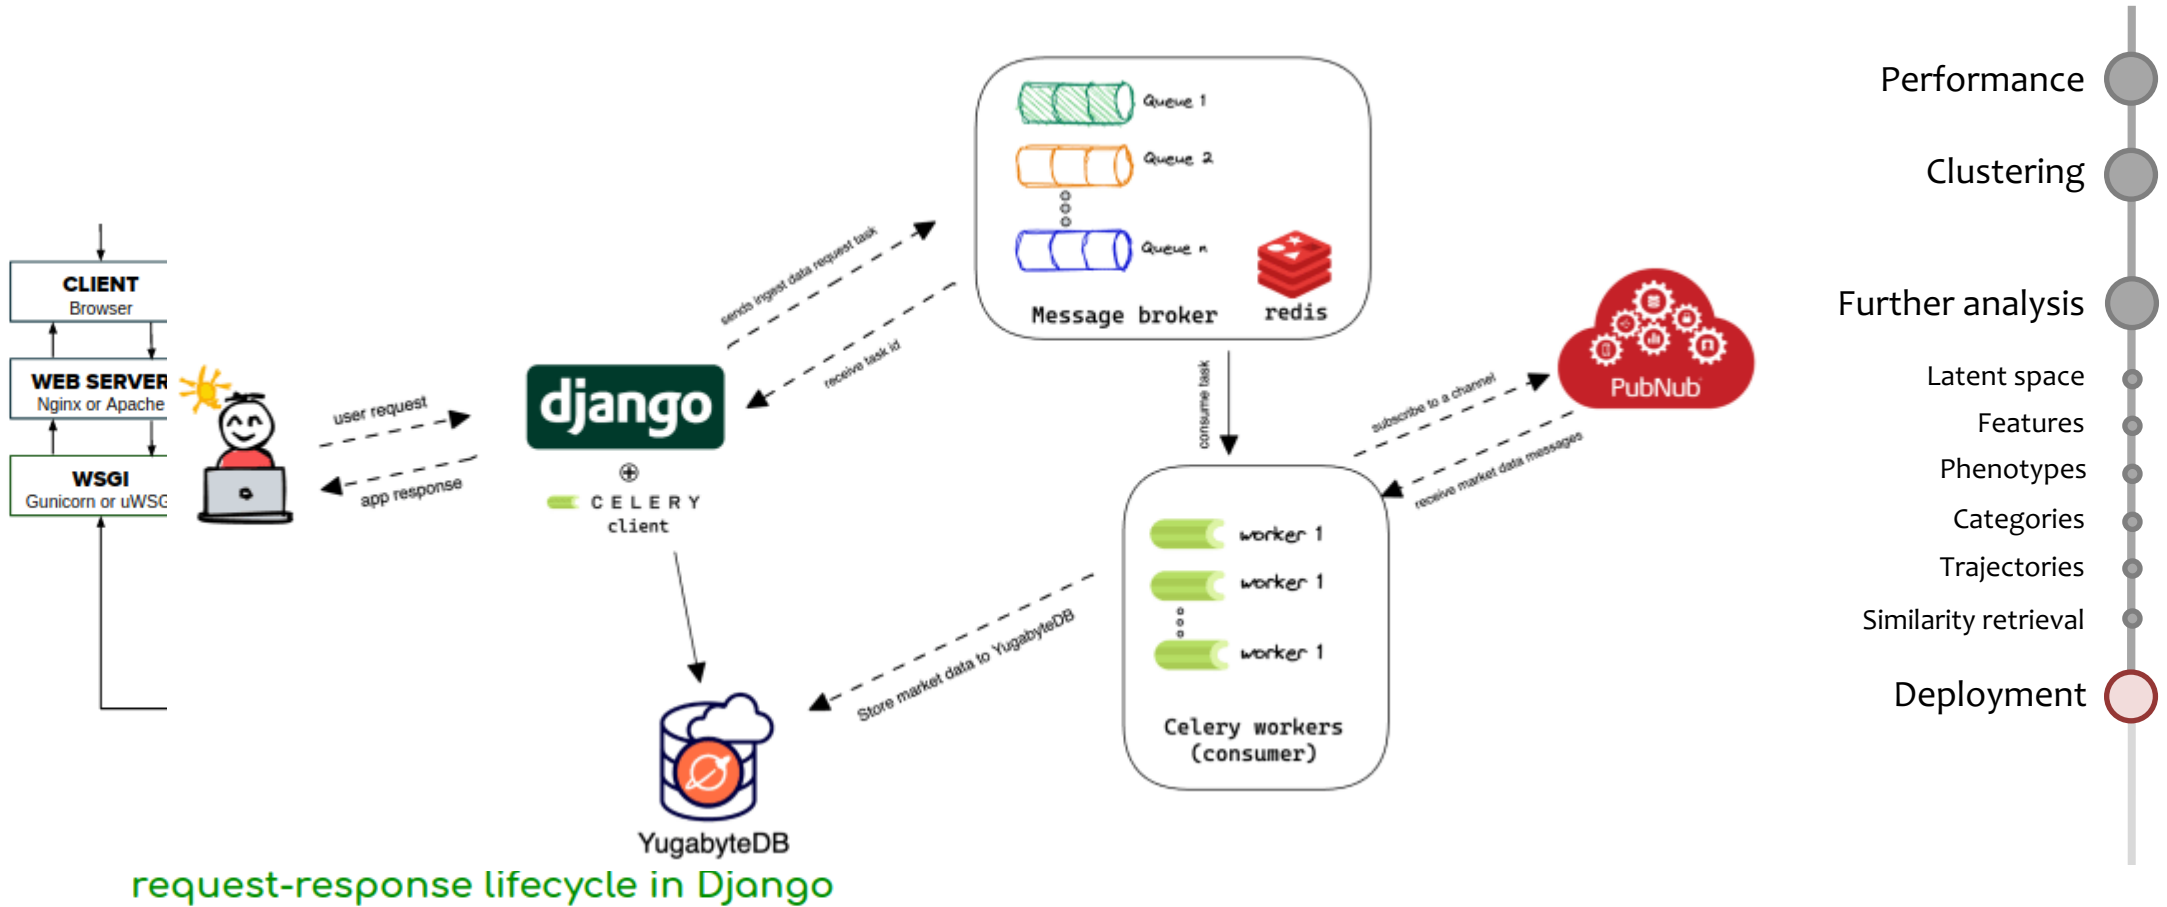 CLIENT
Browser
WEB SERVER
Nginx or Apache
WSGI
Gunicorn or uWSG
user request
app response
django
CELERY
client
sends ingest data request task
receive task id
Queue 1
Queue 2
Queue n
Message broker
redis
consume task
subscribe to a channel
receive market data messages
PubNub
worker 1
worker 1
worker 1
Celery workers
(consumer)
Store market data to YugabyteDB
YugabyteDB
request-response lifecycle in Django
Performance
Clustering
Further analysis
Latent space
Features
Phenotypes
Categories
Trajectories
Similarity retrieval
Deployment